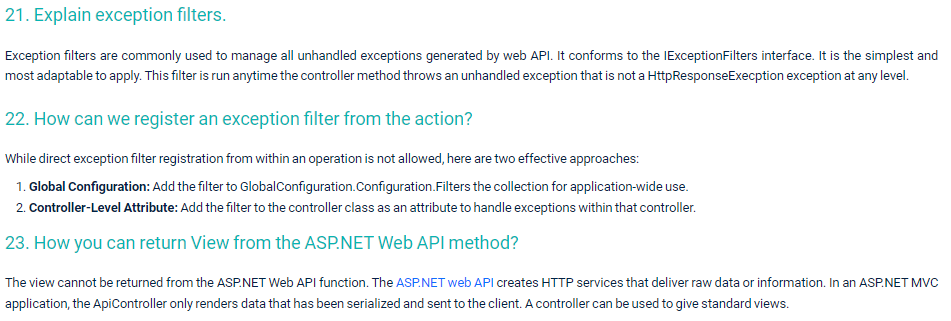 21. Explain exception filters.
Exception filters are commonly used to manage all unhandled exceptions generated by web API. It conforms to the IExceptionFilters interface. It is the simplest and
most adaptable to apply. This filter is run anytime the controller method throws an unhandled exception that is not a HttpResponseExecption exception at any level.
22. How can we register an exception filter from the action?
While direct exception filter registration from within an operation is not allowed, here are two effective approaches:
1. Global Configuration: Add the filter to GlobalConfiguration.Configuration.Filters the collection for application-wide use.
2. Controller-Level Attribute: Add the filter to the controller class as an attribute to handle exceptions within that controller.
23. How you can return View from the ASP.NET Web API method?
The view cannot be returned from the ASP.NET Web API function. The ASP.NET web API creates HTTP services that deliver raw data or information. In an ASP.NET MVC
application, the ApiController only renders data that has been serialized and sent to the client. A controller can be used to give standard views.